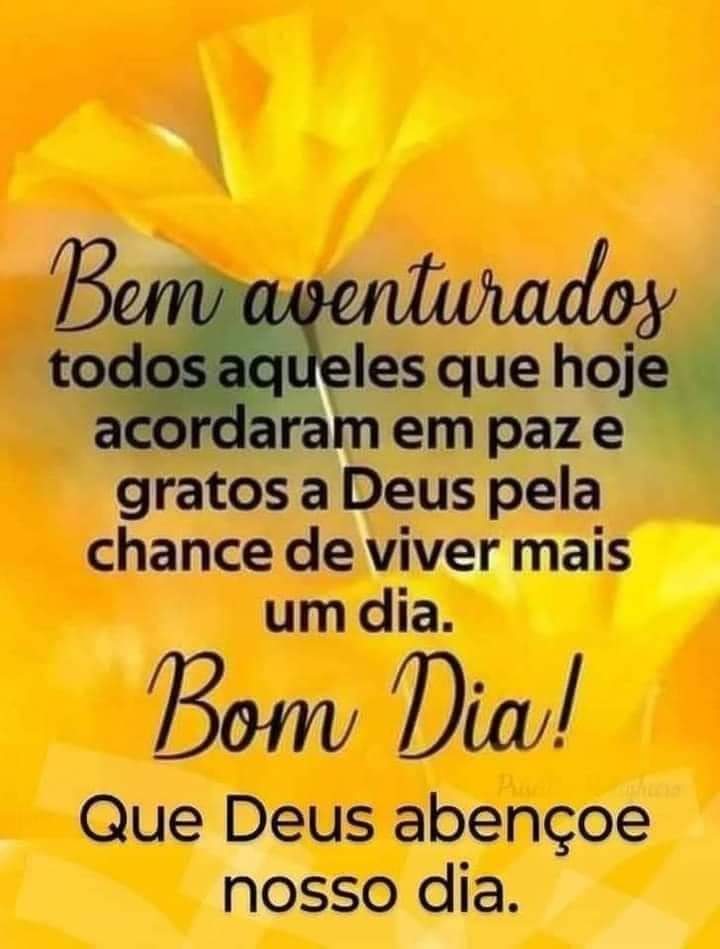 Bem aventurados
todos aqueles que hoje
acordaram em paz e
gratos a Deus pela
chance de viver mais
um dia.
Bom Dia!
Que Deus abençoe
nosso dia.